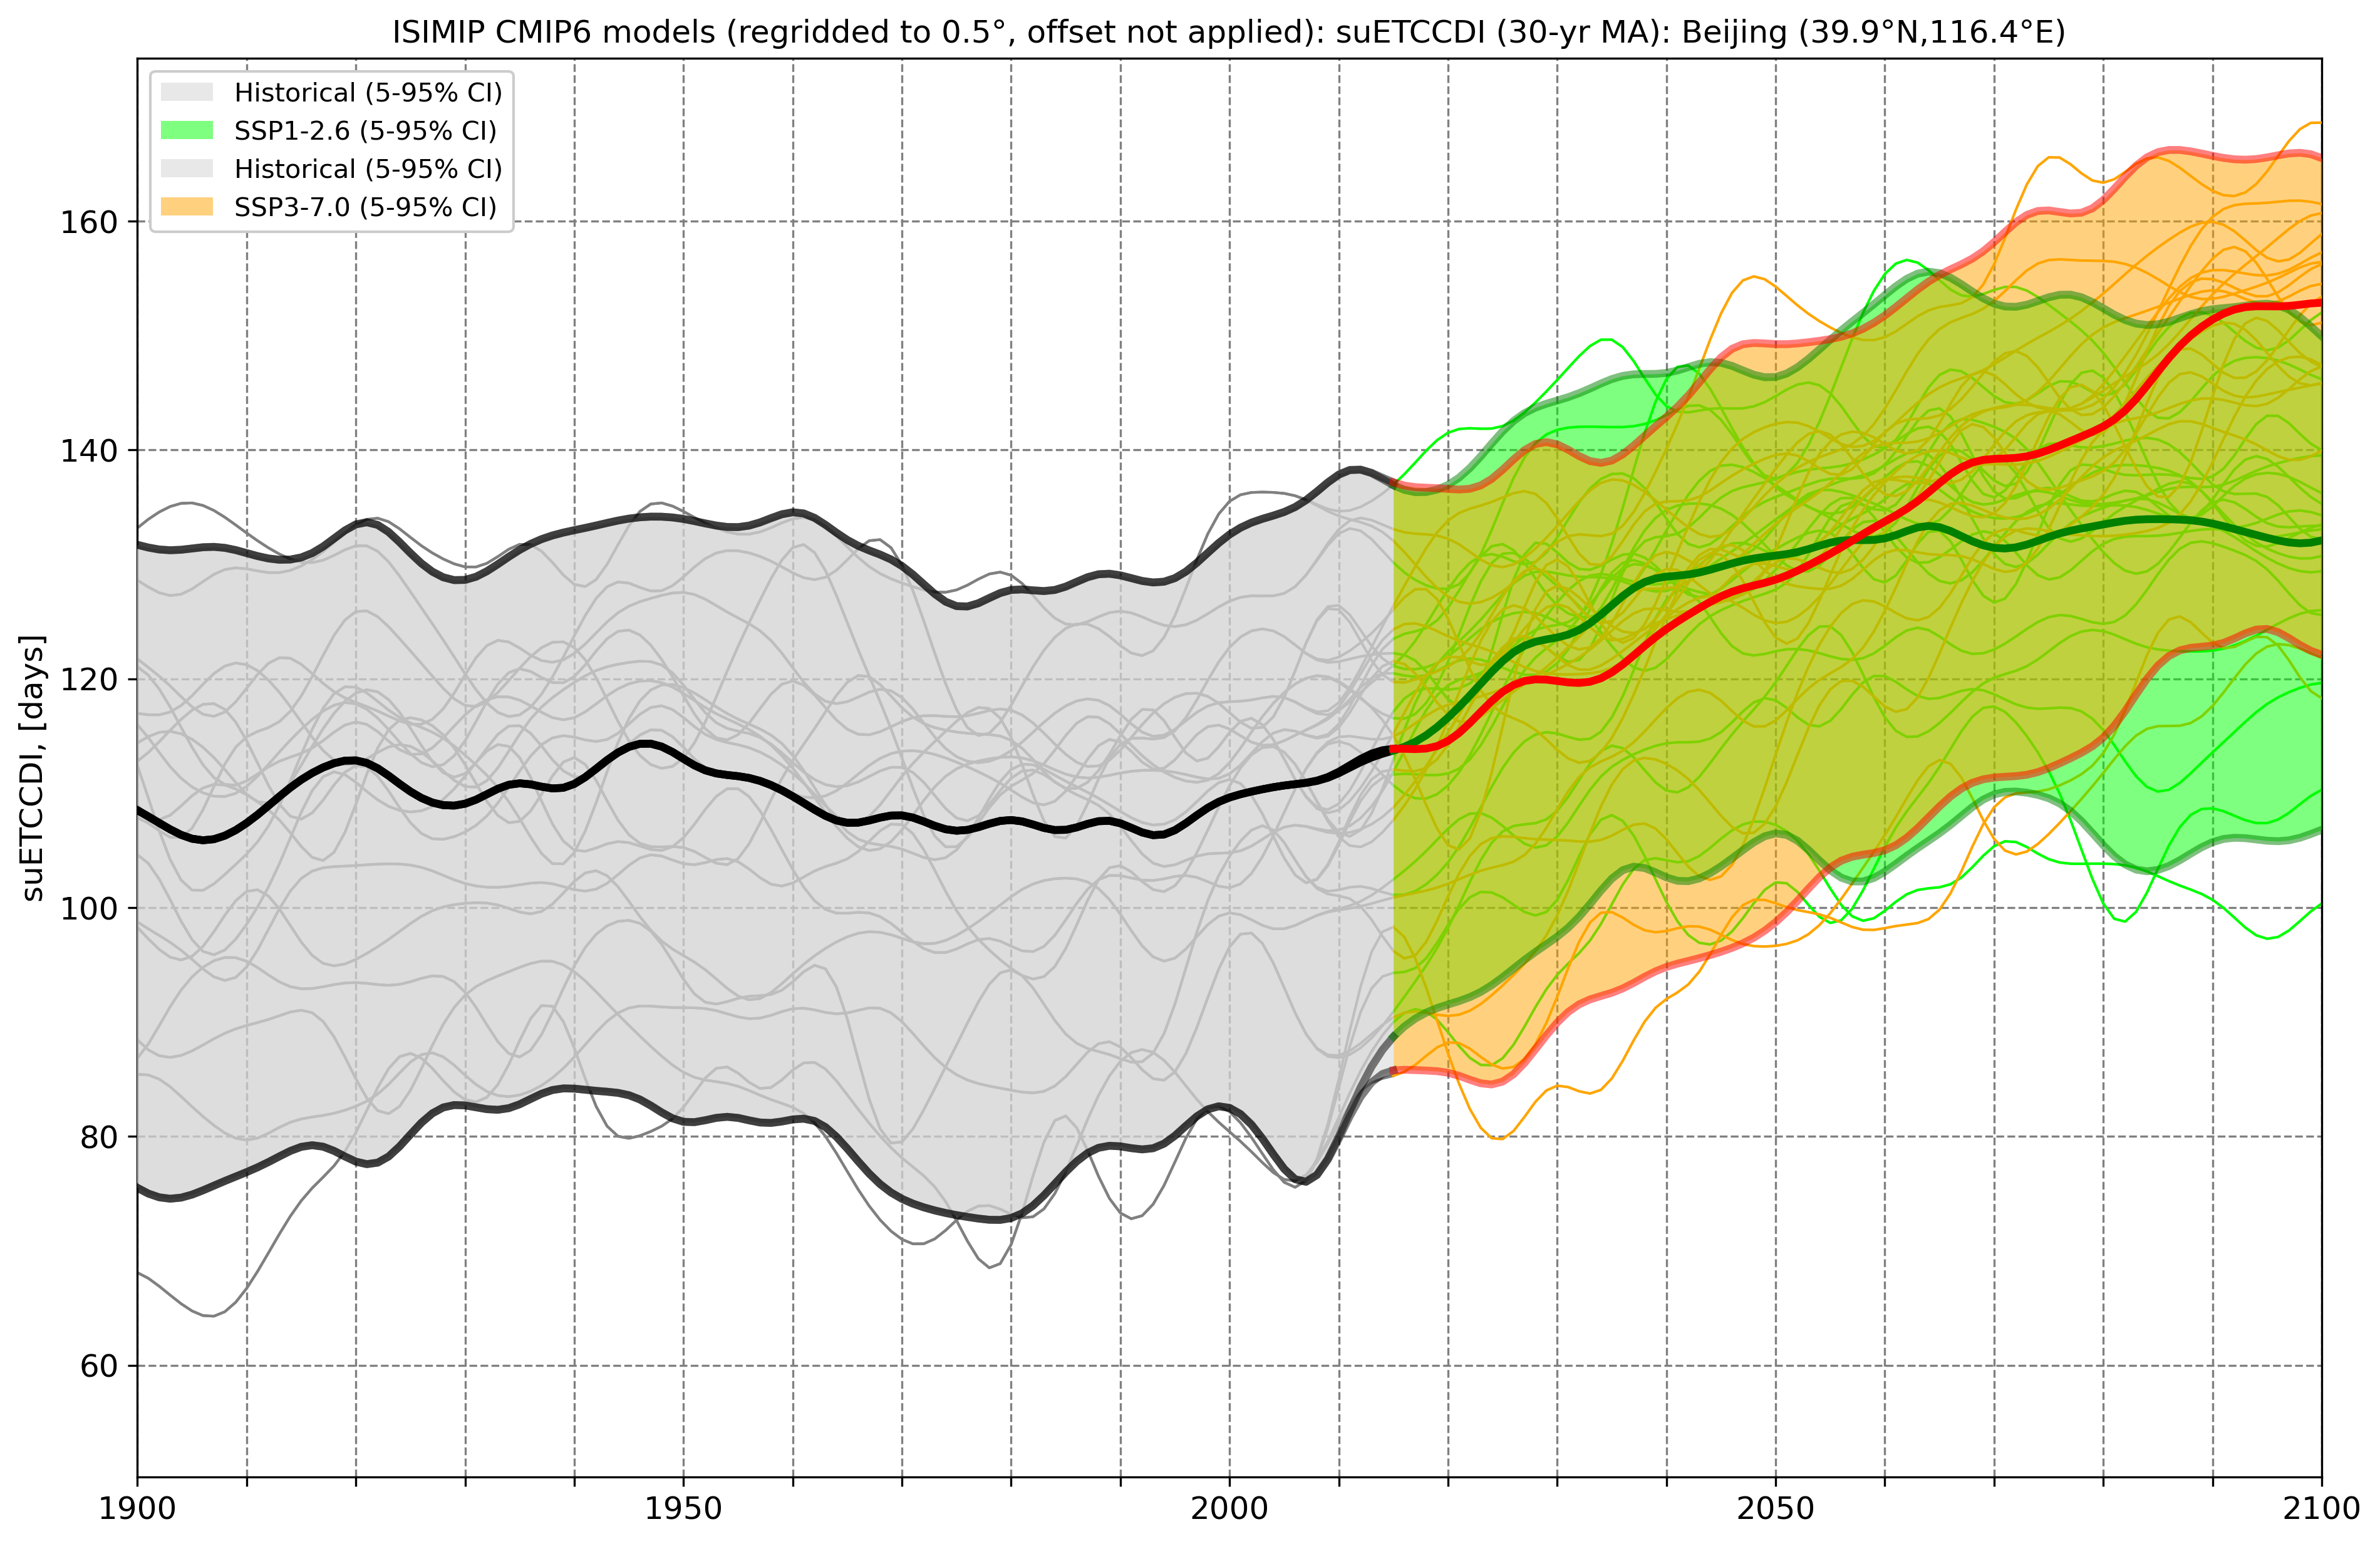 ISIMIP CMIP6 models (regridded to 0.5°, offset not applied): suETCCDI (30-yr MA): Beijing (39.9°N,116.4°E)
Historical (5-95% CI)
SSP1-2.6 (5-95% CI)
Historical (5-95% CI)
SSP3-7.0 (5-95% CI)
suETCCDI, [days]
160
140
120
100
80
60
1900
1950
2000
2050
2100